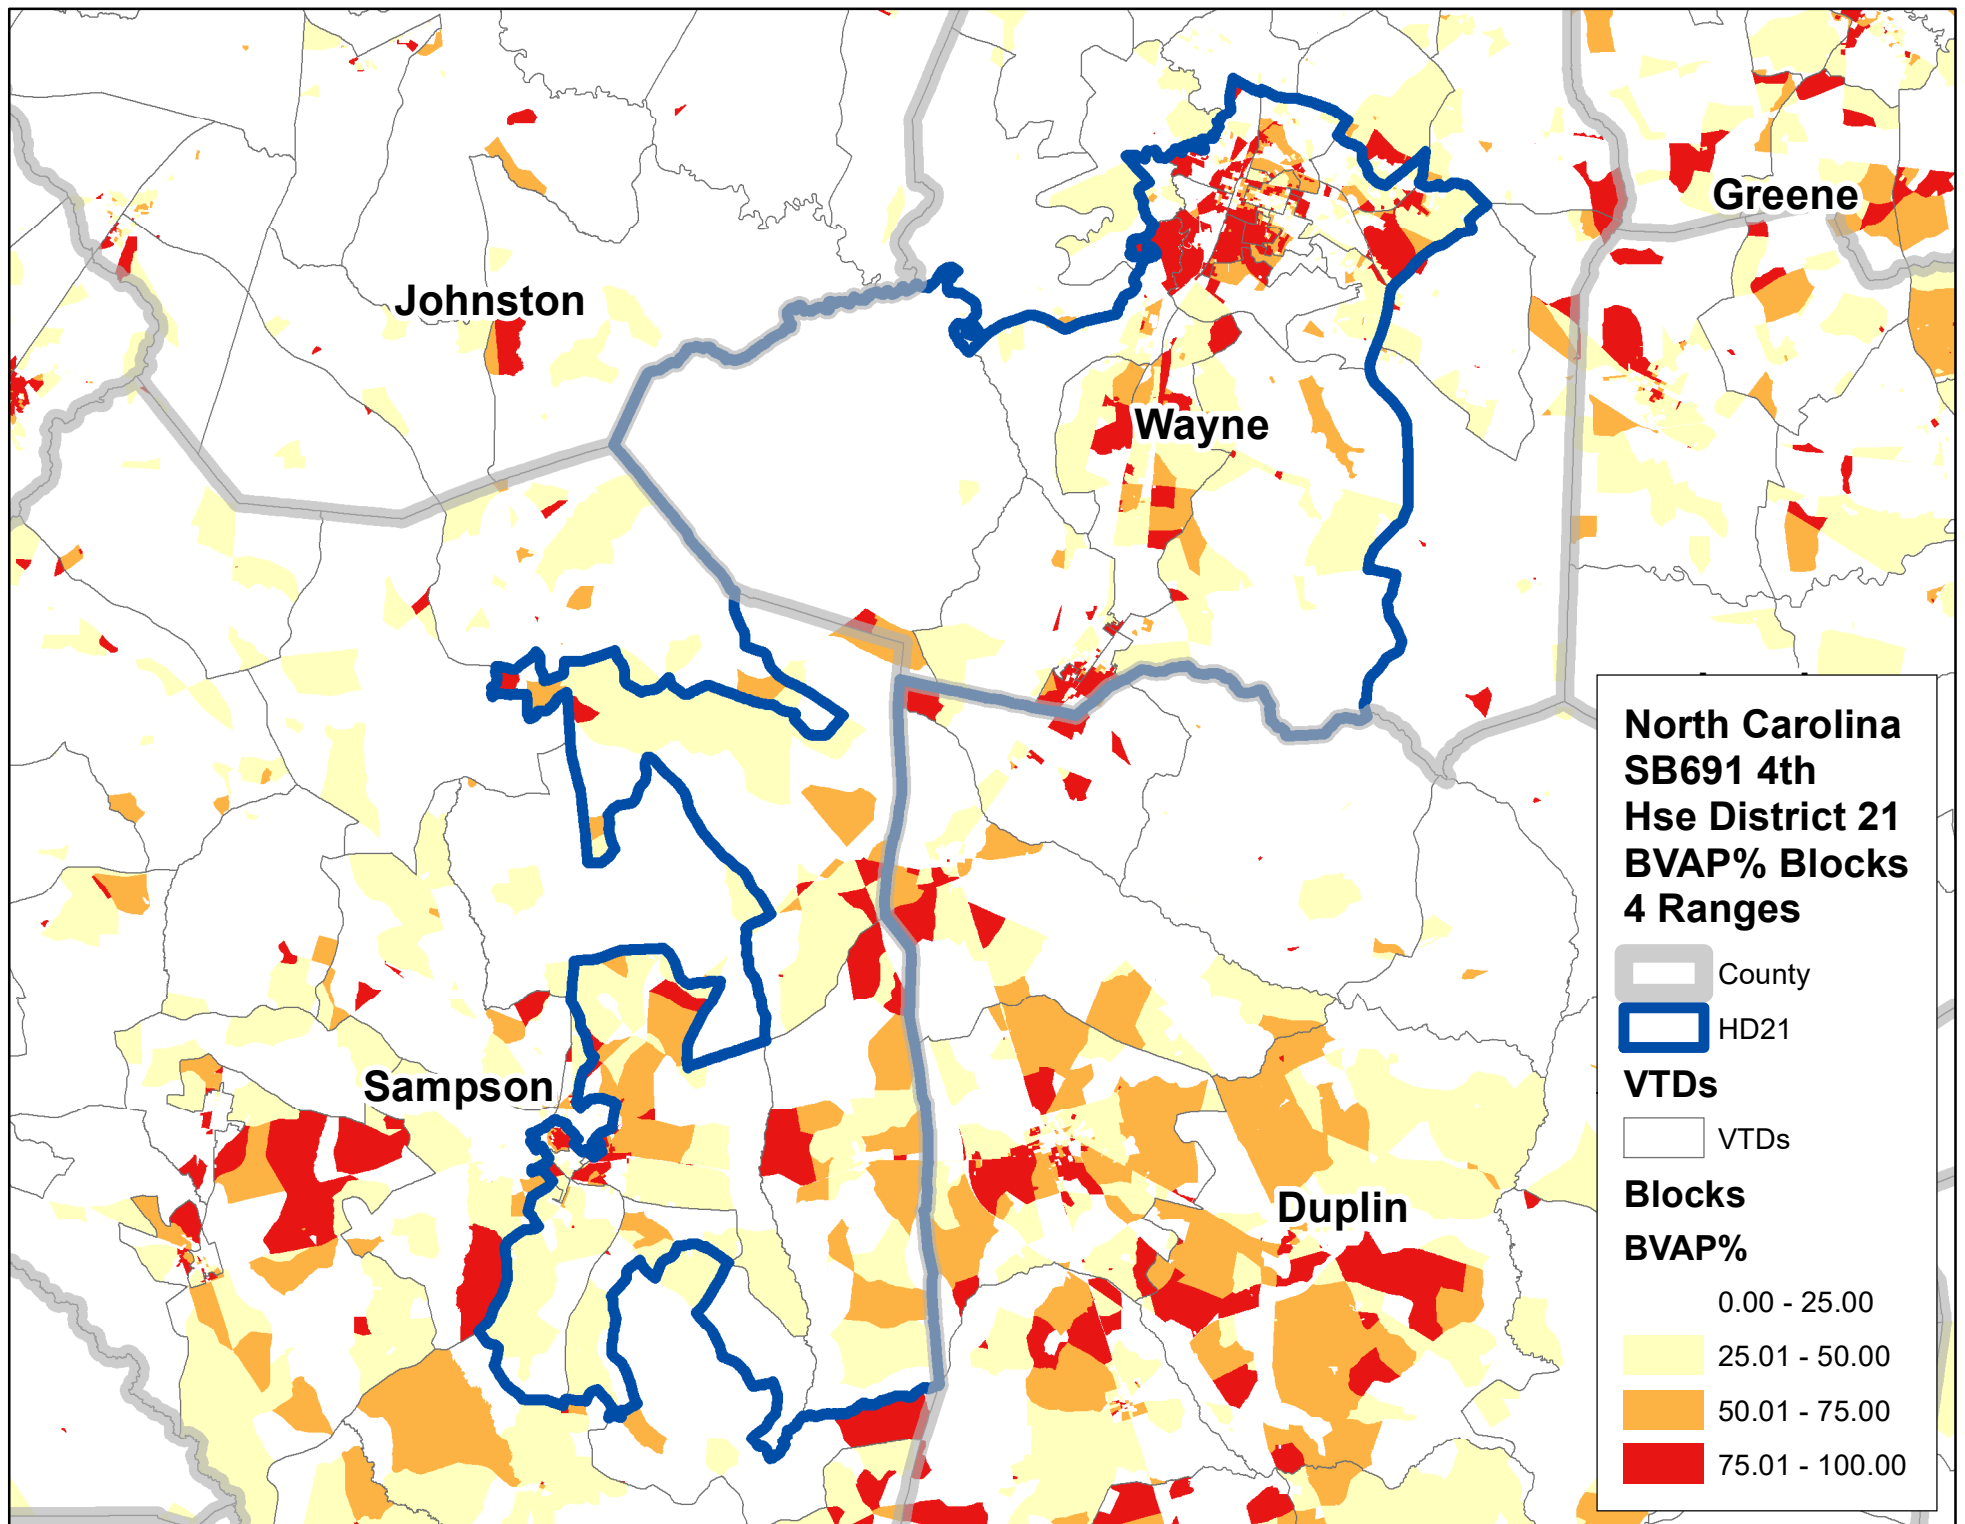 Greene
Johnston
Wayne
Sampson
Duplin
North Carolina
SB691 4th
Hse District 21
BVAP% Blocks
4 Ranges
County
HD21
VTDs
VTDs
Blocks
BVAP%
0.00 - 25.00
25.01 - 50.00
50.01 - 75.00
75.01 - 100.00